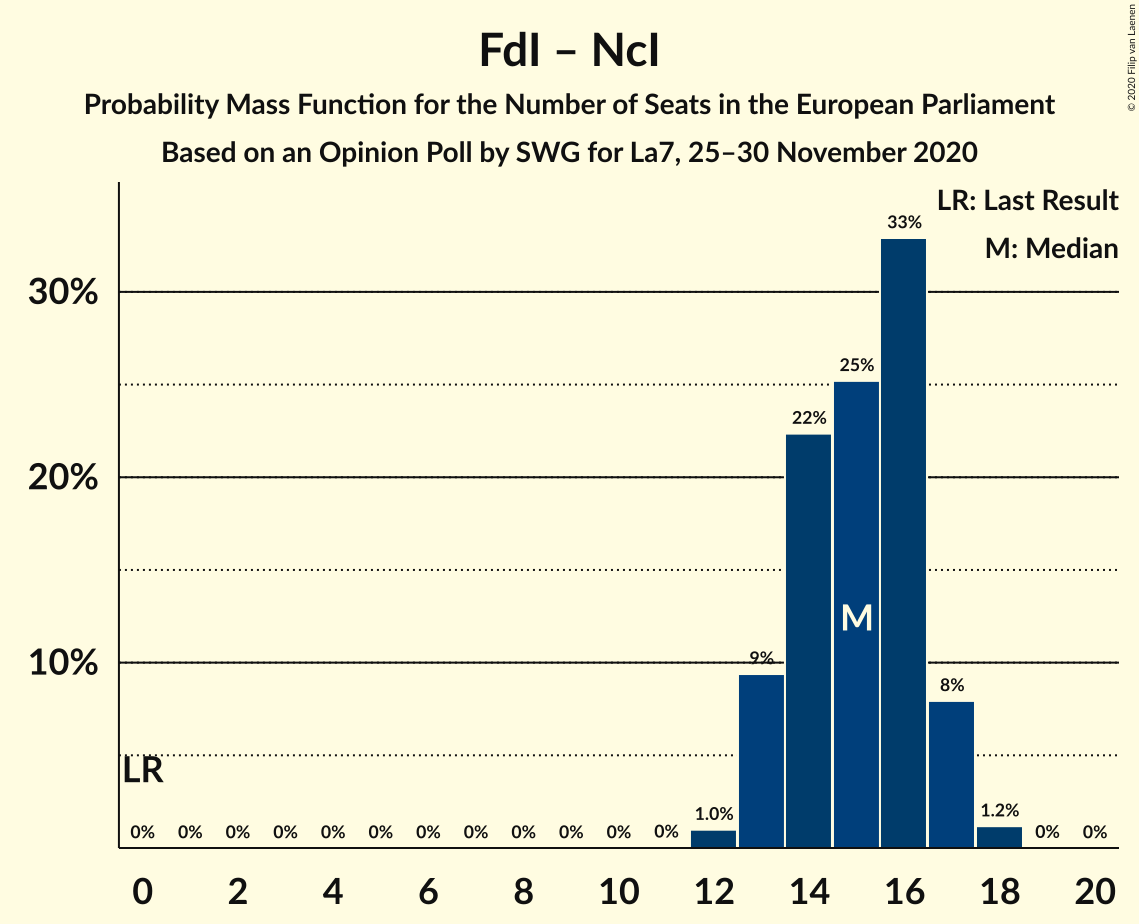 FdI – NcI
Probability Mass Function for the Number of Seats in the European Parliament
Based on an Opinion Poll by SWG for La7, 25–30 November 2020
© 2020 Filip van Laenen
LR: Last Result
M: Median
30%
20%
10%
33%
25%
22%
9%
8%
M
LR
0% 0% 0% 0% 0% 0% 0% 0% 0% 0% 0% 0% 1.0% 1.2% 0% 0%
0 2 4 6 8 10 12 14 16 18 20